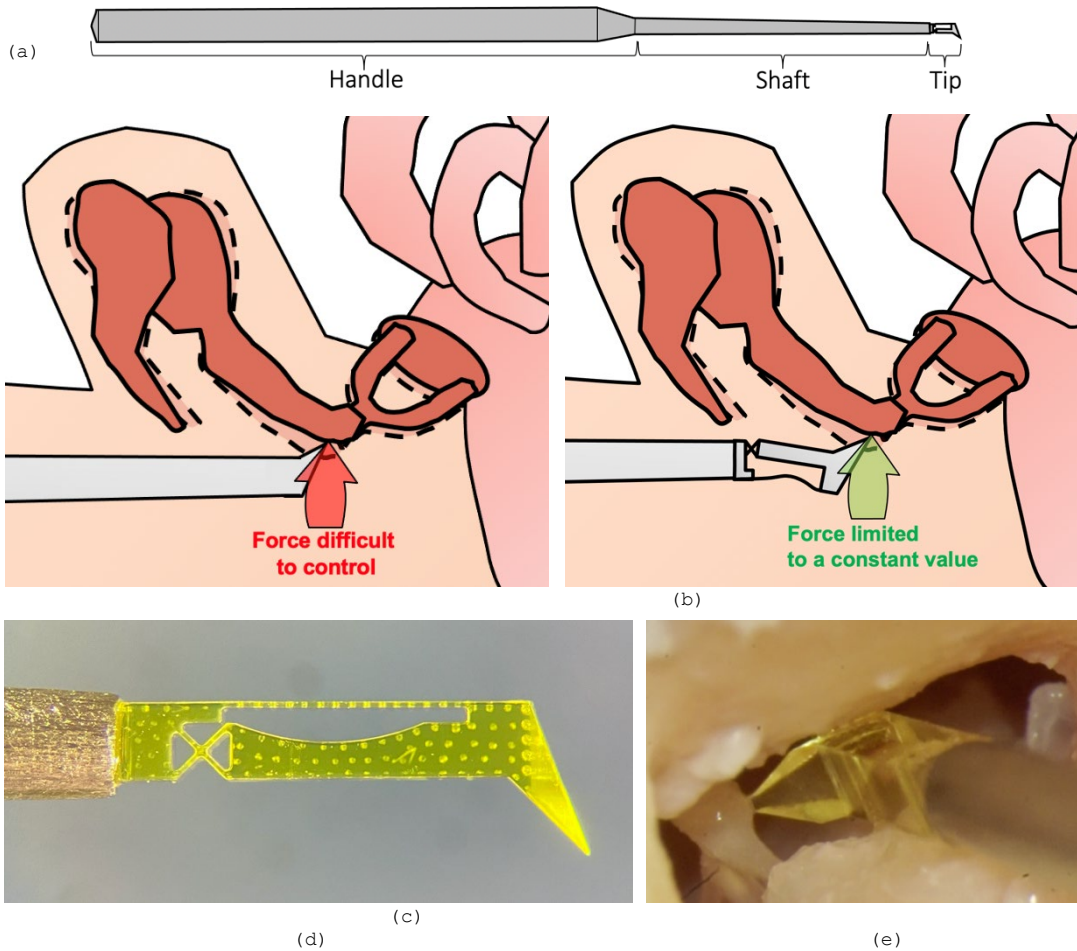 (a)
Handle
Shaft
Tip
Force difficult
to control
Force limited
to a constant value
(b)
(c)
(d)
(e)